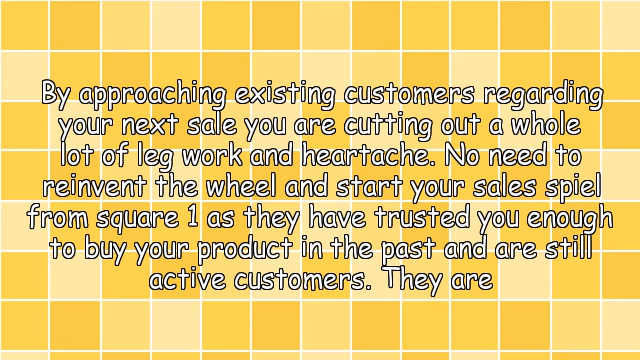 By approaching existing customers regarding
your next sale you are cutting out a whole
lot of leg work and heartache. No need to
reinvent the wheel and start your sales spiel
from square 1 as they have trusted you enough
to buy your product in the past and are still
active customers. They are